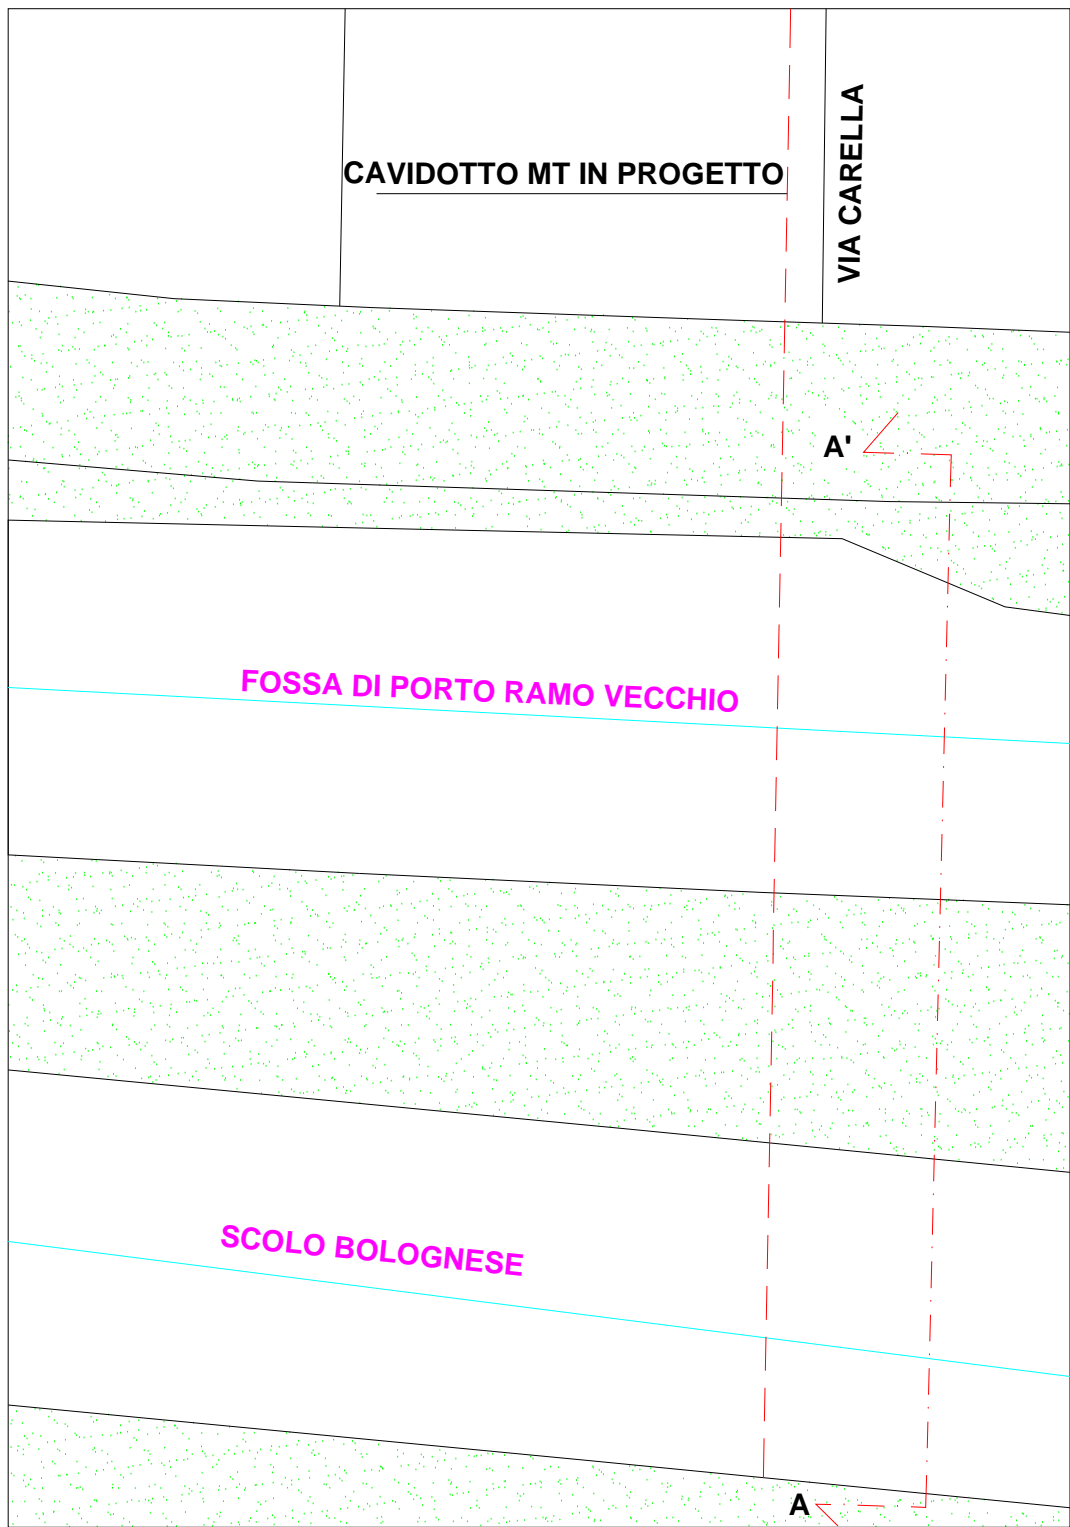 CAVIDOTTO MT IN PROGETTO
VIA CARELLA
A'
FOSSA DI PORTO RAMO VECCHIO
SCOLO BOLOGNESE
A